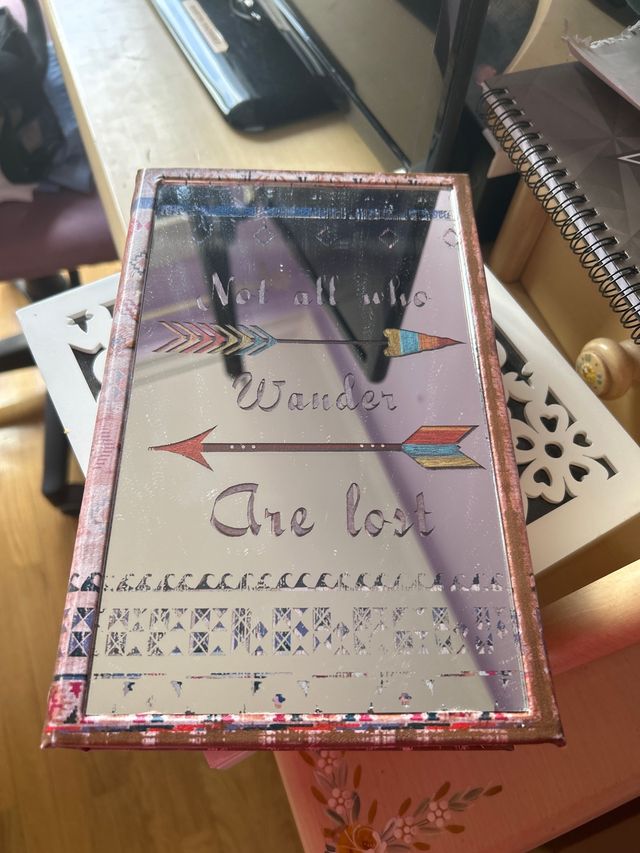 Not all who
Wander
Are lost